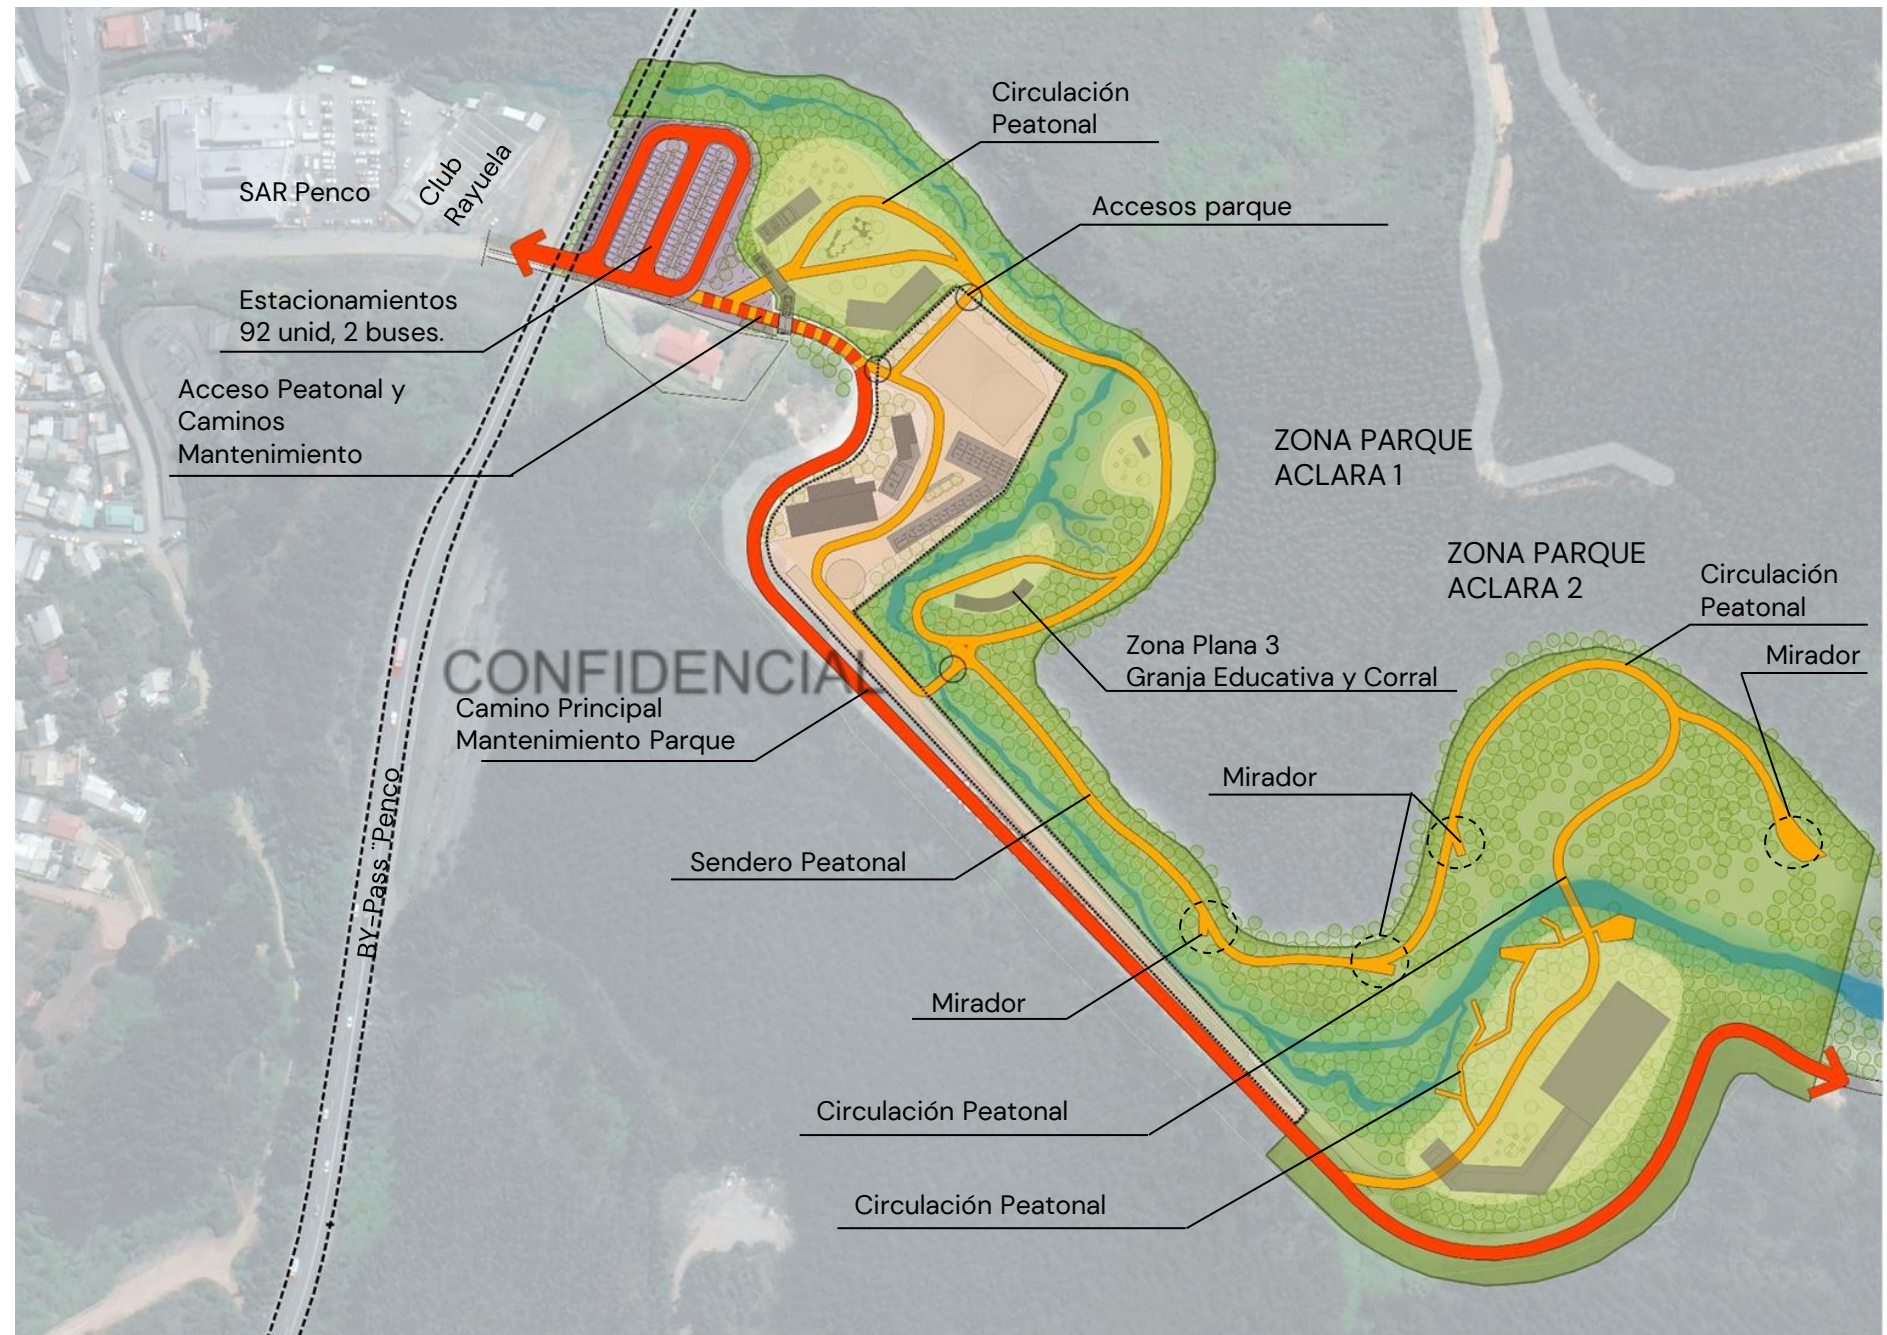 Circulación
Peatonal
SAR Penco
Club
Rayuela
Accesos parque
Estacionamientos
92 unid, 2 buses.
Acceso Peatonal y
Caminos
Mantenimiento
ZONA PARQUE
ACLARA 1
ZONA PARQUE
ACLARA 2
Circulación
Peatonal
Mirador
Zona Plana 3
Granja Educativa y Corral
CONFIDENCIAL
Camino Principal
Mantenimiento Parque
Mirador
BY-Pass ¨Penco
Sendero Peatonal
Mirador
Circulación Peatonal
Circulación Peatonal